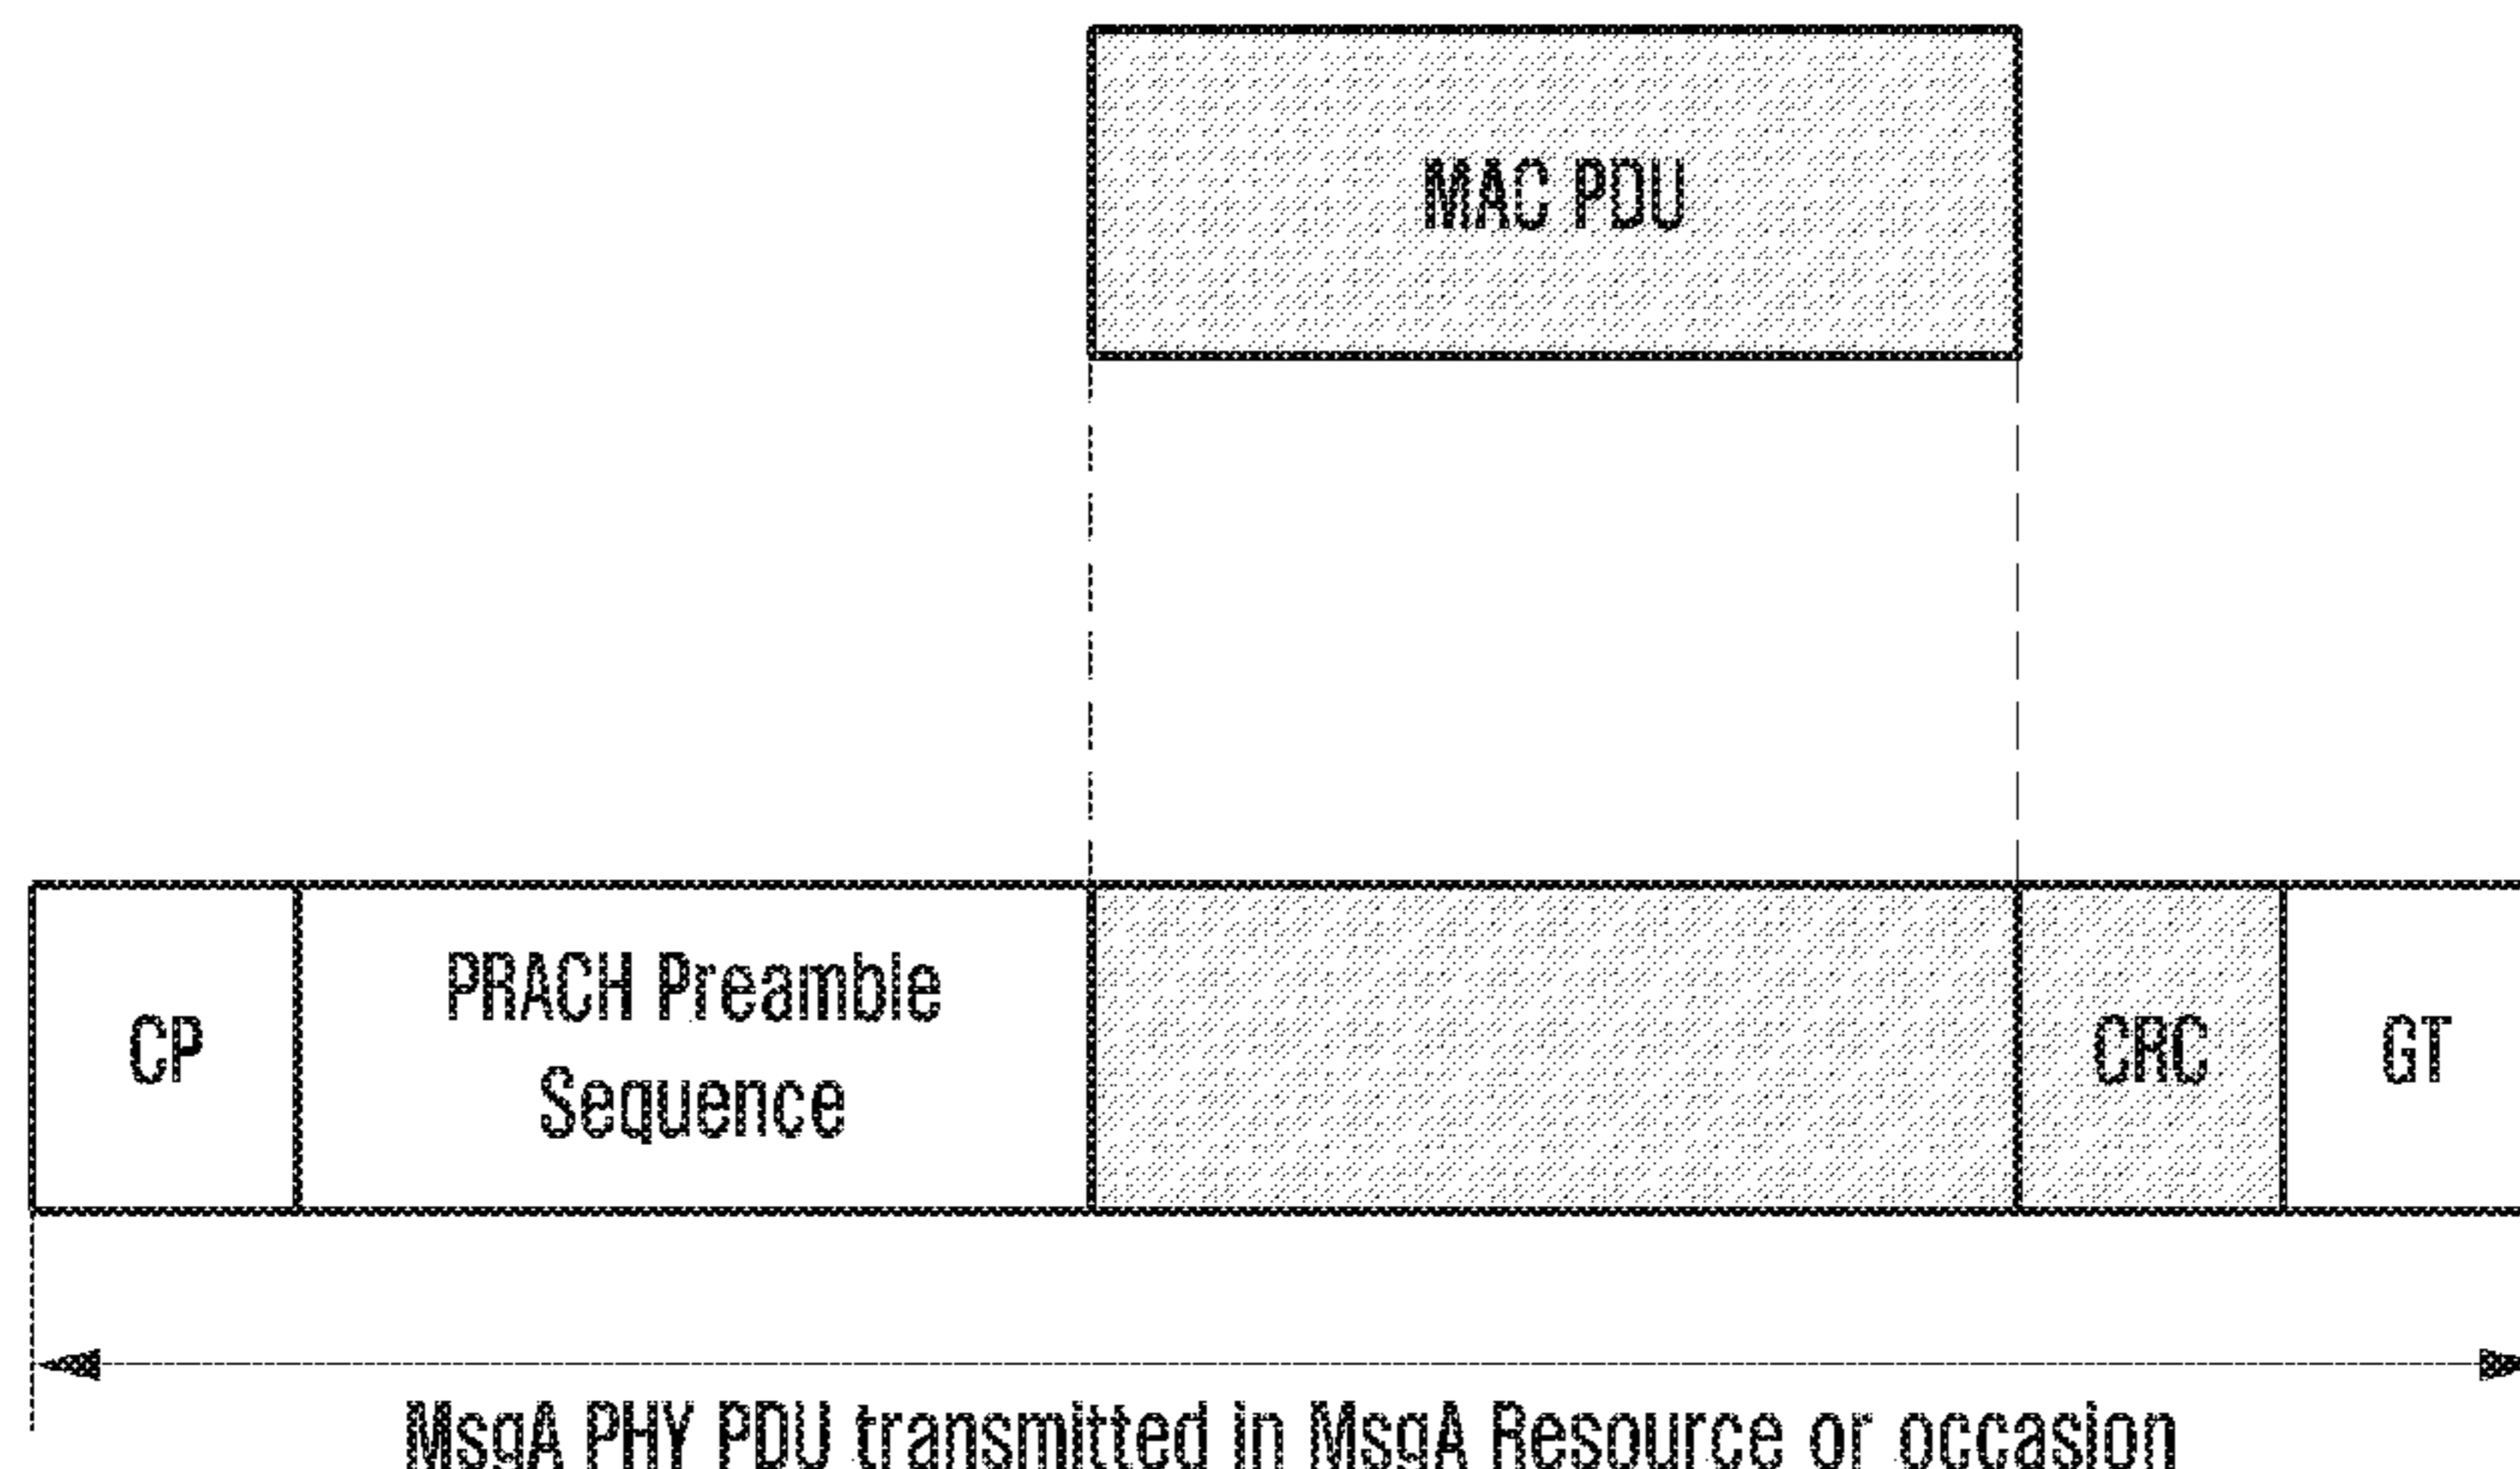 MAC PDU
CP
PRACH Preamble
Sequence
CRC
GT
MsgA PHY PDU transmitted in MsgA Resource or occasion